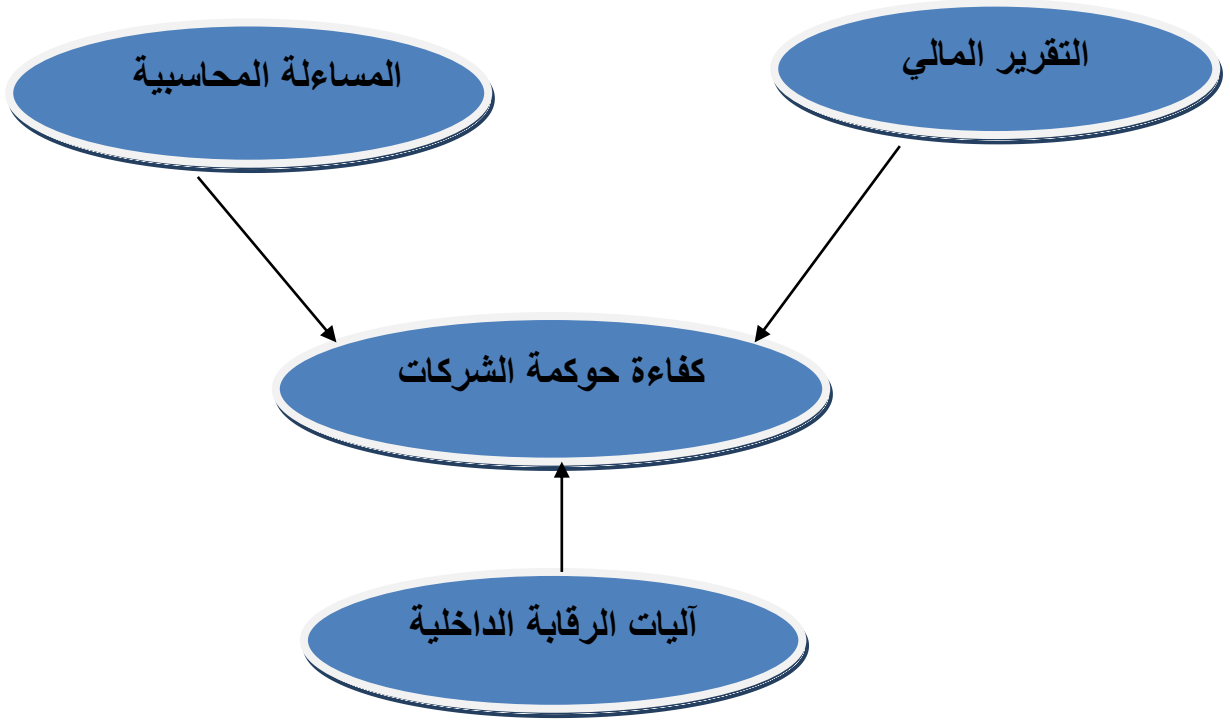 التقرير المالي
المساءلة المحاسبية
كفاءة حوكمة الشركات
آليات الرقابة الداخلية